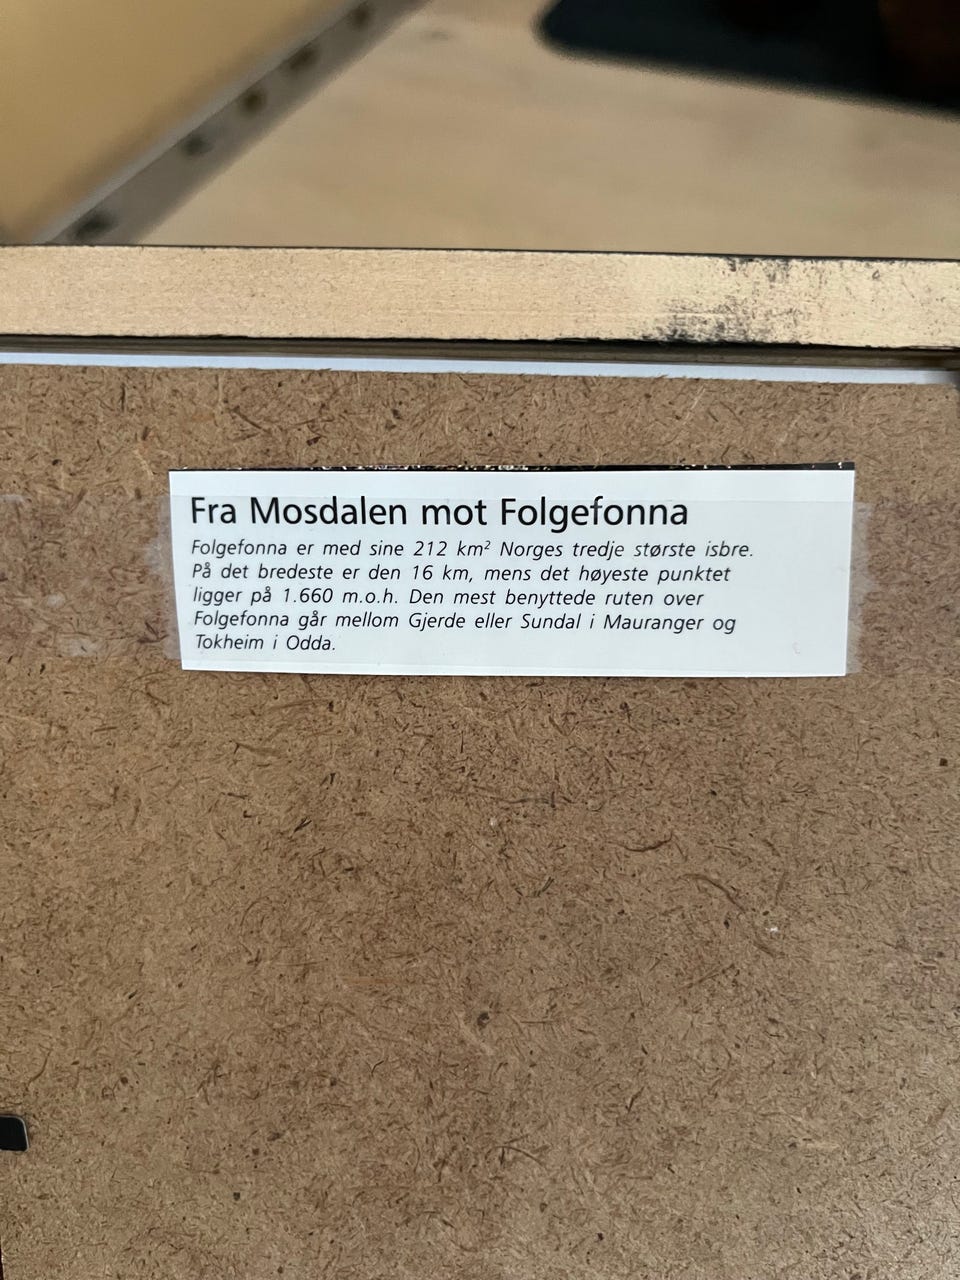 Fra Mosdalen mot Folgefonna
Folgefonna er med sine 212 km² Norges tredje største isbre.
På det bredeste er den 16 km, mens det høyeste punktet
ligger på 1.660 m.o.h. Den mest benyttede ruten over
Folgefonna går mellom Gjerde eller Sundal i Mauranger og
Tokheim i Odda.